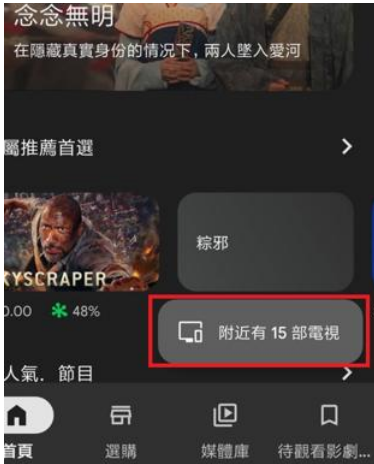 念念無明
在隱藏真實身份的情況下，兩人墜入愛河
屬推薦首選
粽邪
KYSCRAPER
0.00 48%
附近有 15 部電視
人氣．節目
首頁 選購 媒體庫 待觀看影劇...